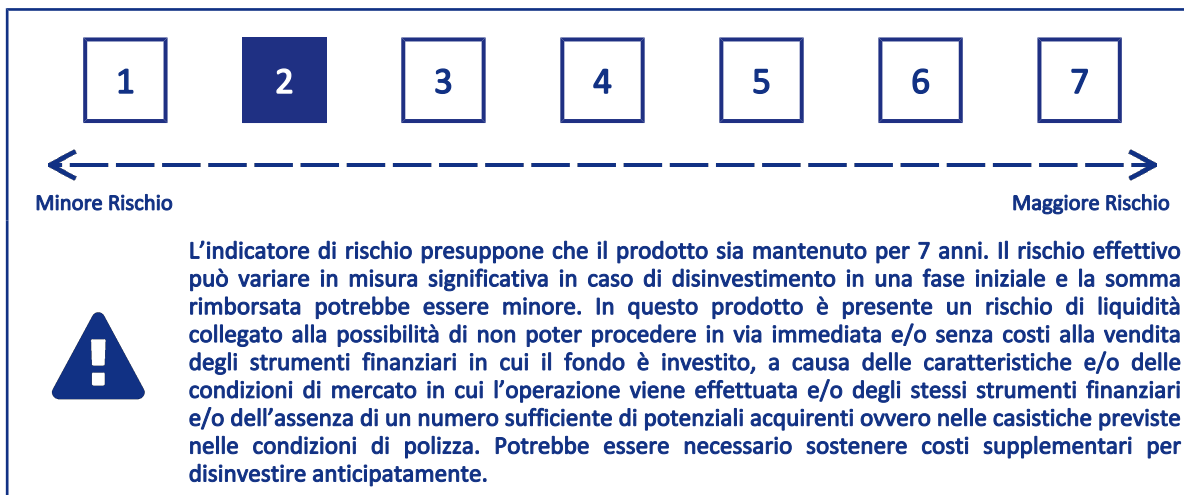 1 2 3 4 5 6 7
Minore Rischio Maggiore Rischio
L'indicatore di rischio presuppone che il prodotto sia mantenuto per 7 anni. Il rischio effettivo
può variare in misura significativa in caso di disinvestimento in una fase iniziale e la somma
rimborsata potrebbe essere minore. In questo prodotto è presente un rischio di liquidità
collegato alla possibilità di non poter procedere in via immediata e/o senza costi alla vendita
degli strumenti finanziari in cui il fondo è investito, a causa delle caratteristiche e/o delle
condizioni di mercato in cui l'operazione viene effettuata e/o degli stessi strumenti finanziari
e/o dell'assenza di un numero sufficiente di potenziali acquirenti ovvero nelle casistiche previste
nelle condizioni di polizza. Potrebbe essere necessario sostenere costi supplementari per
disinvestire anticipatamente.